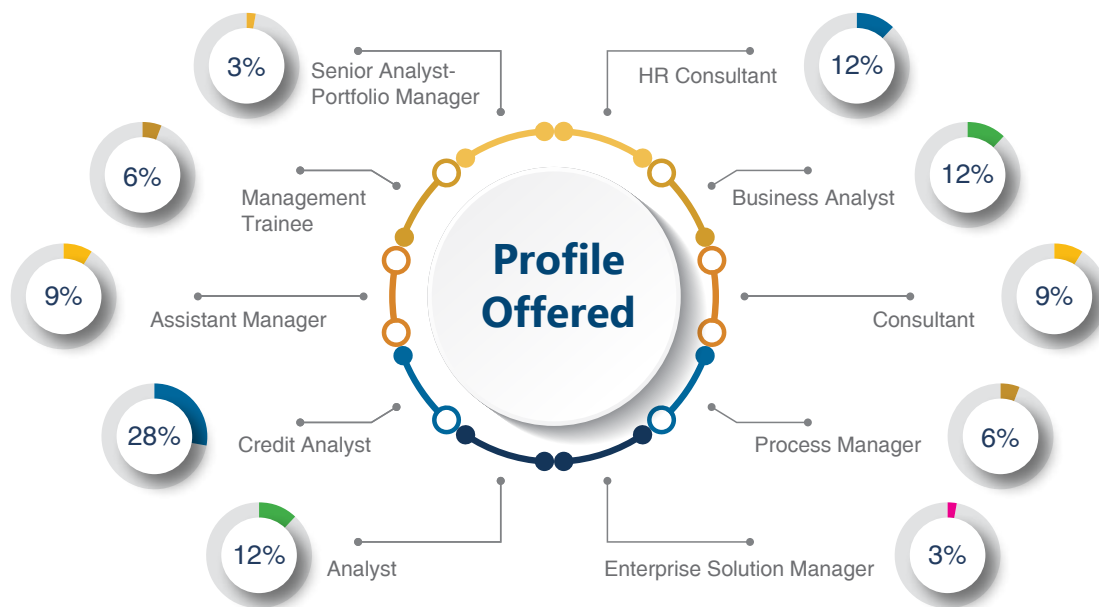 3%
Senior Analyst-
Portfolio Manager
6%
Management
Trainee
9%
Assistant Manager
28%
Credit Analyst
12%
Analyst
Profile
Offered
HR Consultant
12%
Business Analyst
12%
Consultant
9%
Process Manager
6%
Enterprise Solution Manager
3%